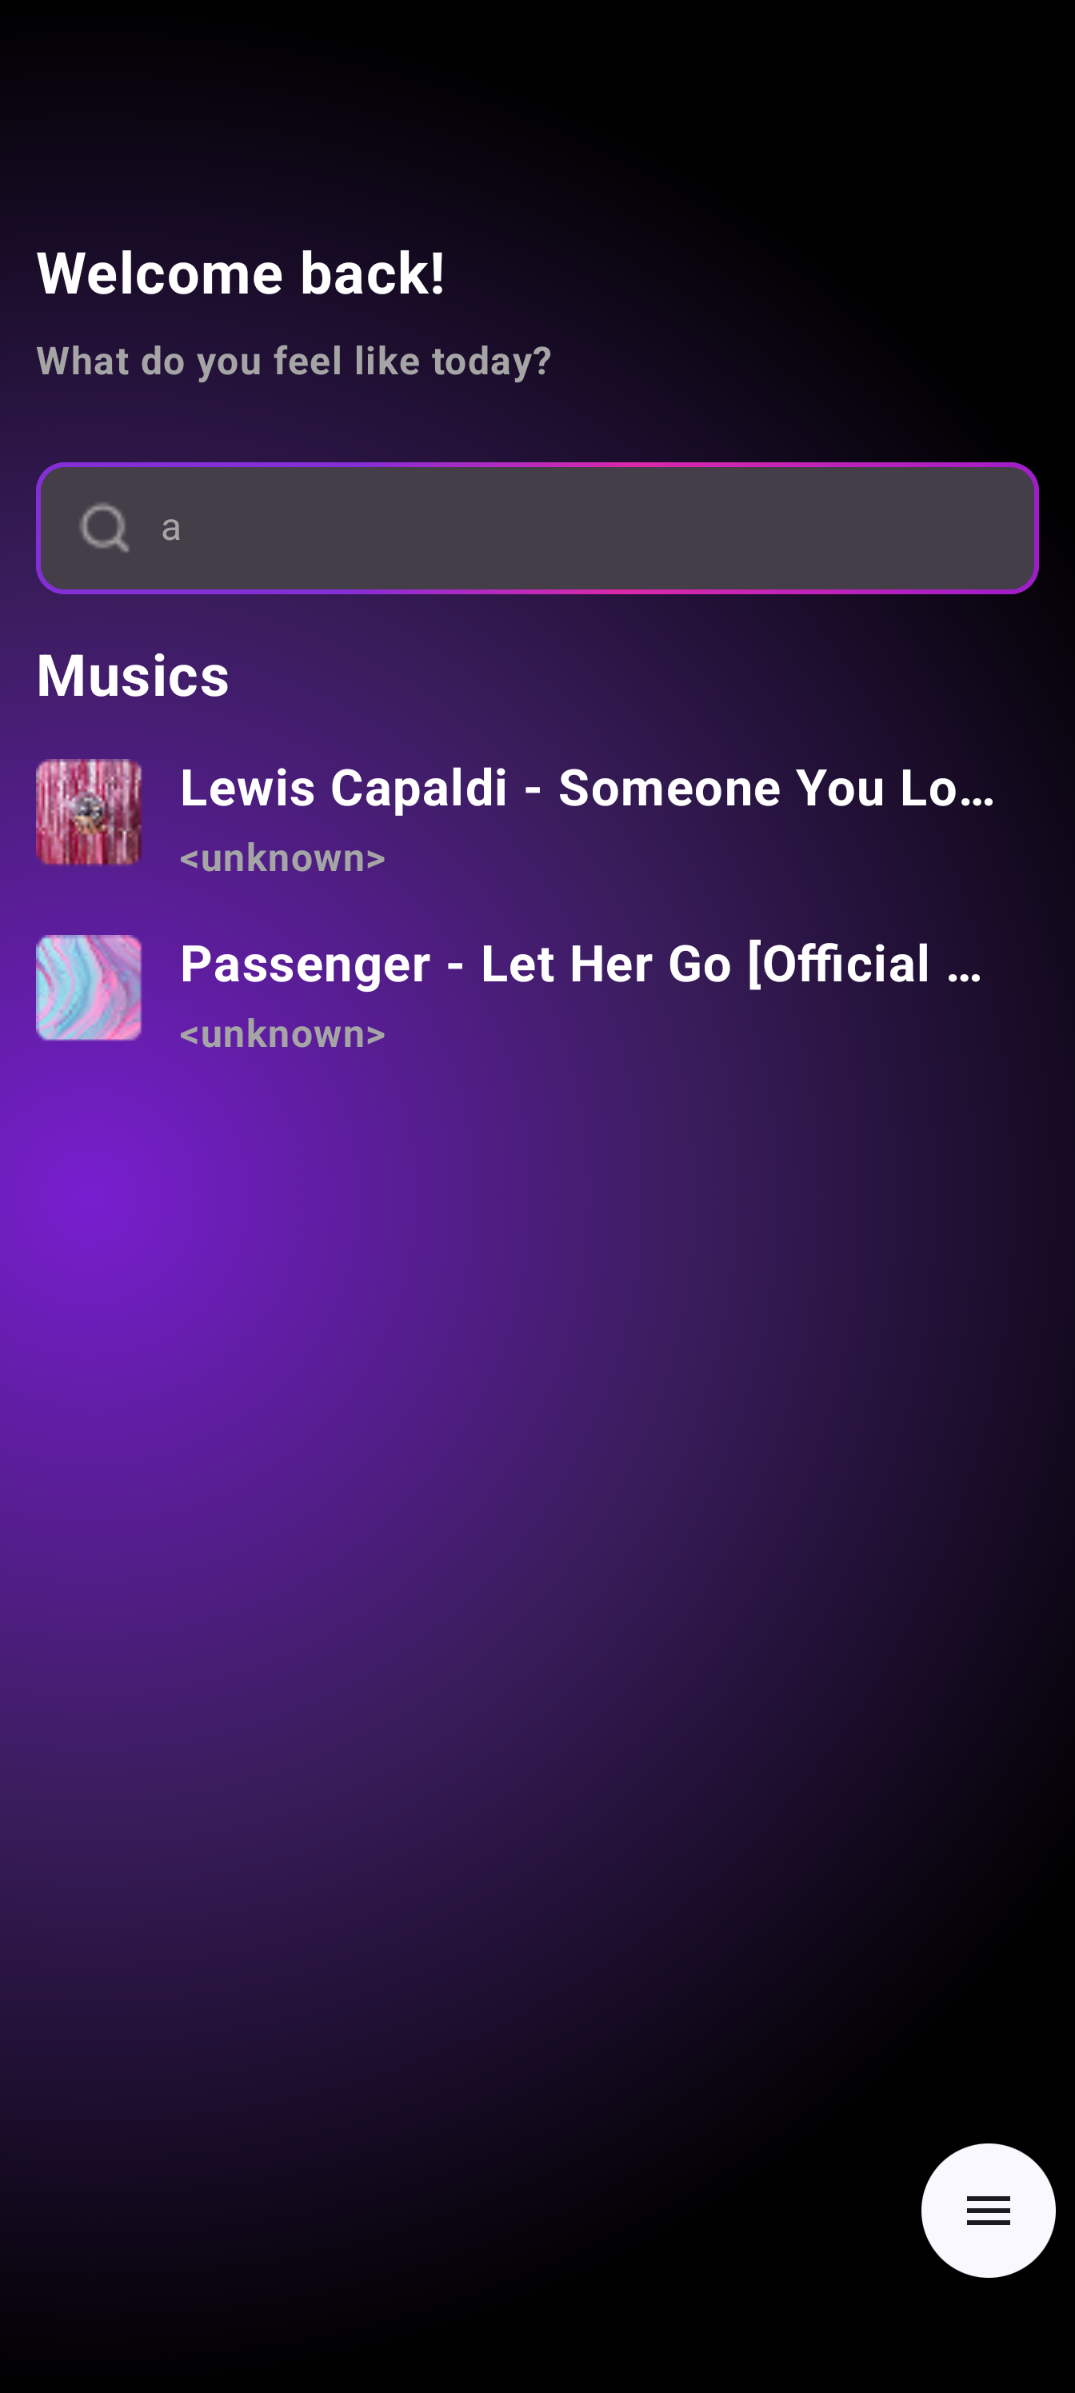 Welcome back!
What do you feel like today?
a
Musics
Lewis Capaldi - Someone You Lo...
<unknown>
Passenger - Let Her Go [Official ...
<unknown>